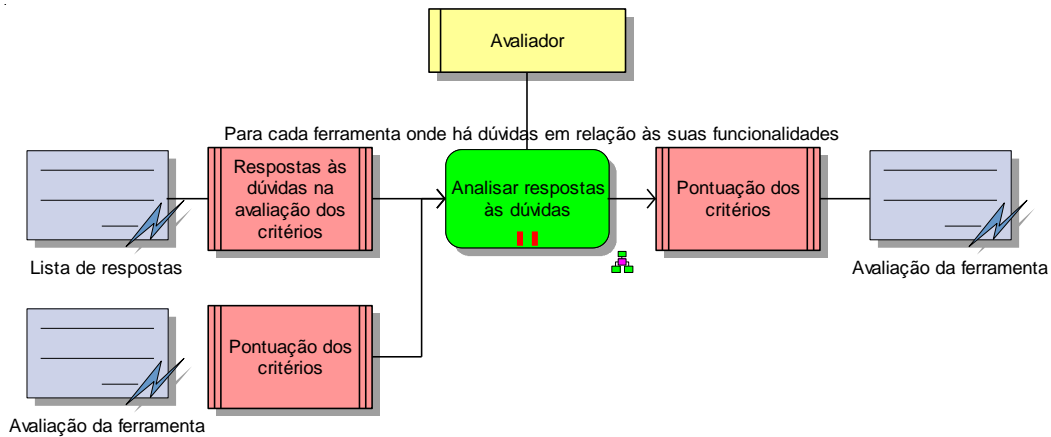 Avaliador
Para cada ferramenta onde há dúvidas em relação às suas funcionalidades
Respostas às
dúvidas na
avaliação dos
critérios
Analisar respostas
às dúvidas
Pontuação dos
critérios
Lista de respostas
Avaliação da ferramenta
Pontuação dos
critérios
Avaliação da ferramenta